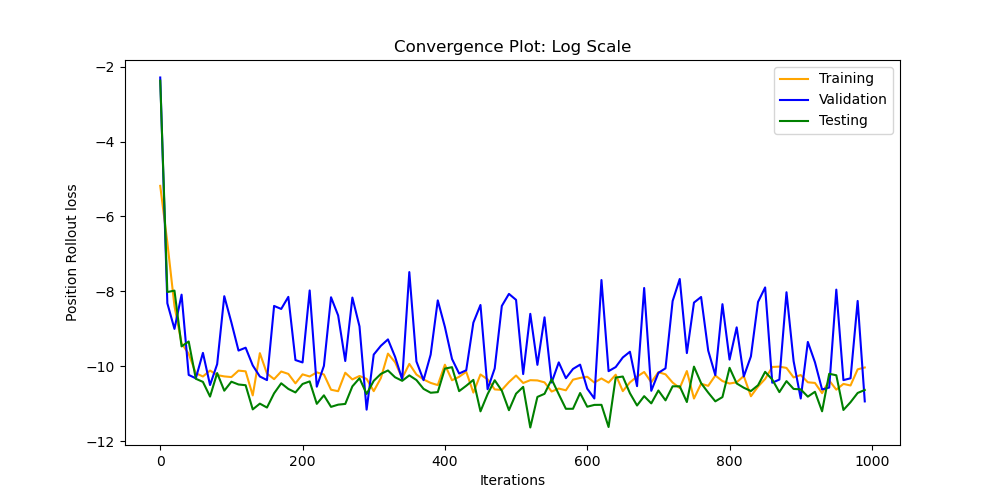 Convergence Plot: Log Scale
Training
Validation
Testing
Position Rollout loss
−2
−4
−6
−8
−10
−12
0
200
400
600
800
1000
Iterations